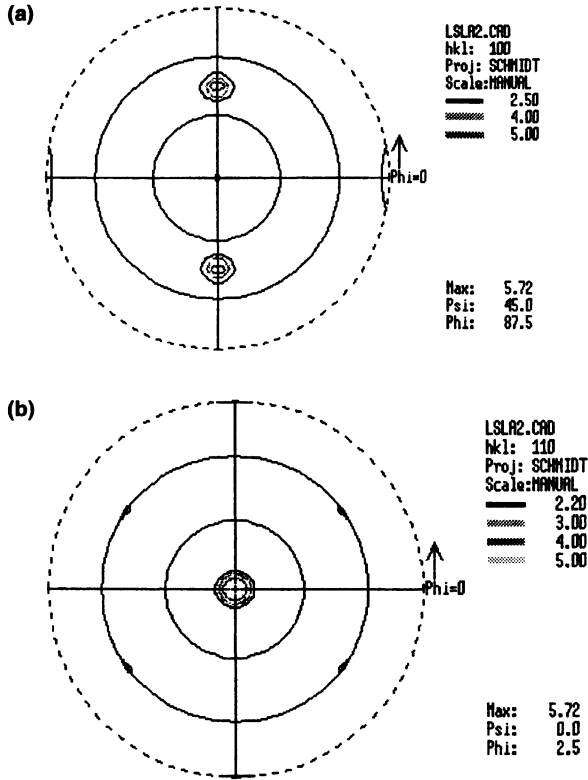 (a)
LSLA2.CAD
hkl: 100
Proj: SCHMIDT
Scale:MANUAL
2.50
4.00
5.00
Phi=0
Max: 5.72
Psi: 45.0
Phi: 87.5
(b)
LSLA2.CAD
hkl: 110
Proj: SCHMIDT
Scale:MANUAL
2.20
3.00
4.00
5.00
Phi=0
Max: 5.72
Psi: 0.0
Phi: 2.5